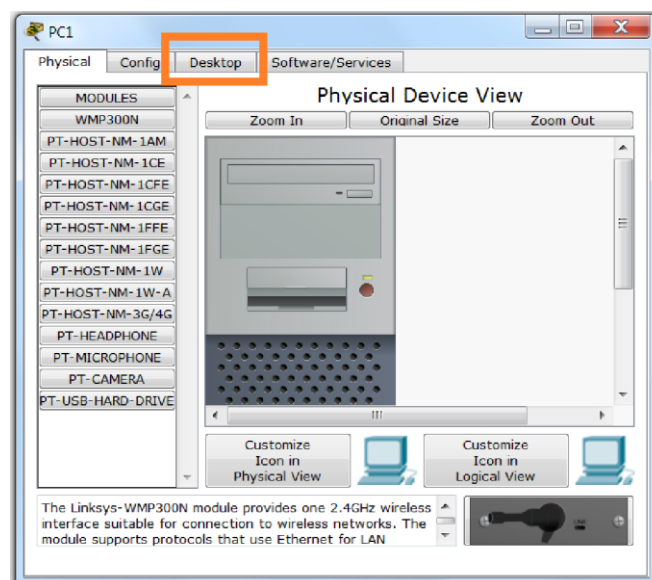 PC1
Physical Config Desktop Software/Services
MODULES
WMP300N
PT-HOST-NM-1AM
PT-HOST-NM-1CE
PT-HOST-NM-1CFE
PT-HOST-NM-1CGE
PT-HOST-NM-1FFE
PT-HOST-NM-1FGE
PT-HOST-NM-1W
PT-HOST-NM-1W-A
PT-HOST-NM-3G/4G
PT-HEADPHONE
PT-MICROPHONE
PT-CAMERA
PT-USB-HARD-DRIVE
Physical Device View
Zoom In Original Size Zoom Out
Customize
Icon in
Physical View
Customize
Icon in
Logical View
The Linksys-WMP300N module provides one 2.4GHz wireless
interface suitable for connection to wireless networks. The
module supports protocols that use Ethernet for LAN